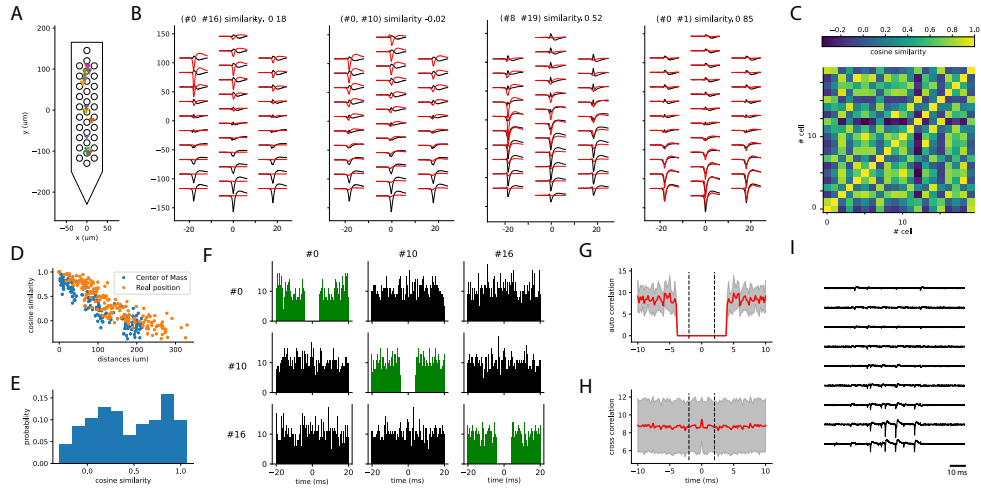 A
B
(#0 #16) similarity, 0 18
(#0, #10) similarity -0.02
(#8 #19) similarity, 0 52
(#0 #1) similarity, 0 85
C
−0.2 0.0 0.2 0.4 0.6 0.8 1.0
cosine similarity
200
100
0
−100
−200
y (um)
−50 0 50
x (um)
150
100
50
0
−50
−100
−150
−20 0 20
−20 0 20
−20 0 20
−20 0 20
# cell
10
0
0 10
# cell
D
cosine similarity
1.0
0.5
0.0
Center of Mass
Real position
0 100 200 300
distances (um)
E
probability
0.15
0.10
0.05
0.00
0.0 0.5 1.0
cosine similarity
F
#0 #10 #16
#0
#10
#16
10
0
10
0
10
0
−20 0 20
−20 0 20
−20 0 20
time (ms) time (ms) time (ms)
G
auto correlation
15
10
5
0
−10 −5 0 5 10
H
cross correlation
12
10
8
6
−10 −5 0 5 10
time (ms)
I
10 ms